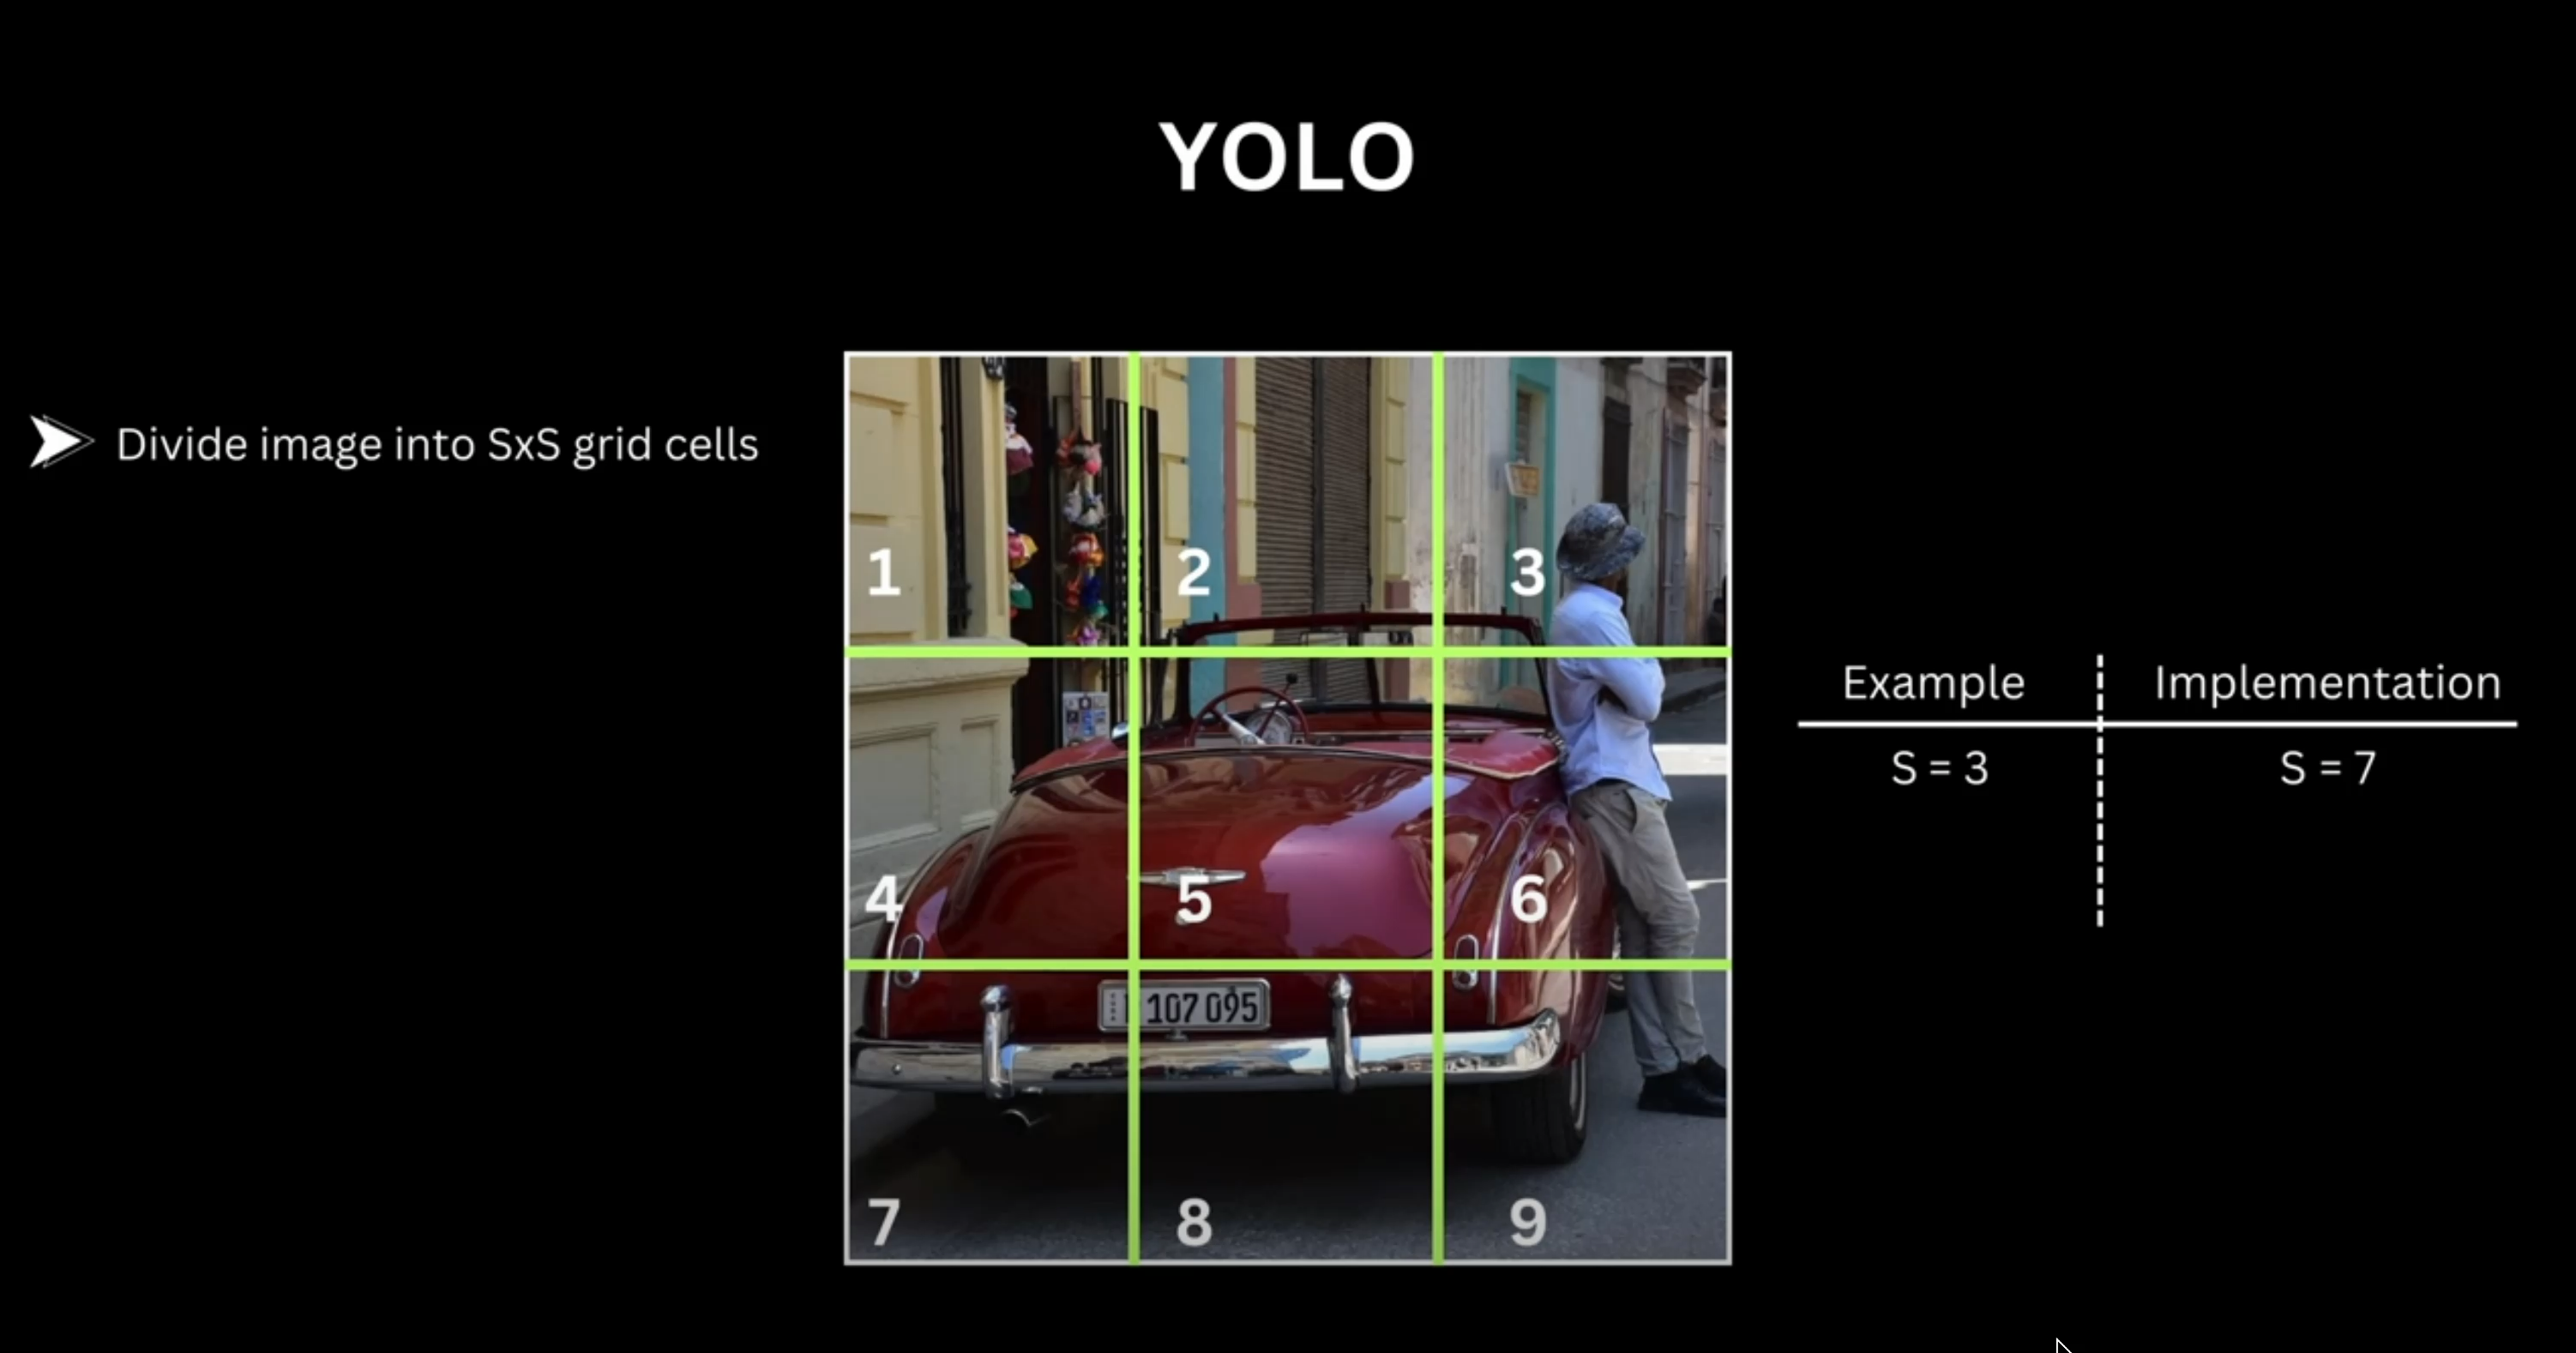 YOLO
Divide image into SxS grid cells
1
2
3
4
5
6
7
8
9
107 095
Example
Implementation
S = 3
S = 7